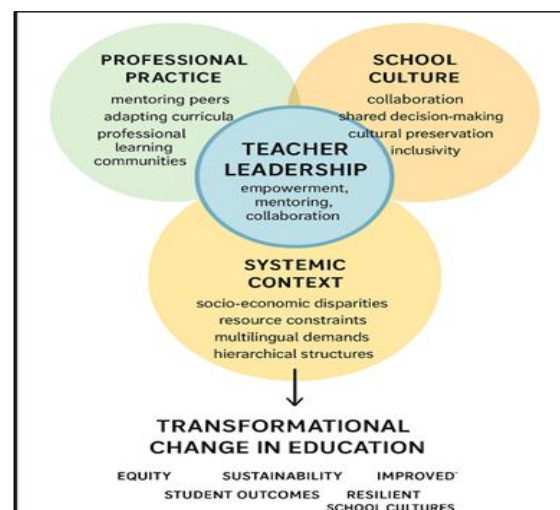 PROFESSIONAL
PRACTICE
mentoring peers
adapting curricula
professional
learning
communities
SCHOOL
CULTURE
collaboration
shared decision-making
cultural preservation
inclusivity
TEACHER
LEADERSHIP
empowerment,
mentoring,
collaboration
SYSTEMIC
CONTEXT
socio-economic disparities
resource constraints
multilingual demands
hierarchical structures
TRANSFORMATIONAL
CHANGE IN EDUCATION
EQUITY SUSTAINABILITY IMPROVED
STUDENT OUTCOMES RESILIENT
SCHOOL CULTURES